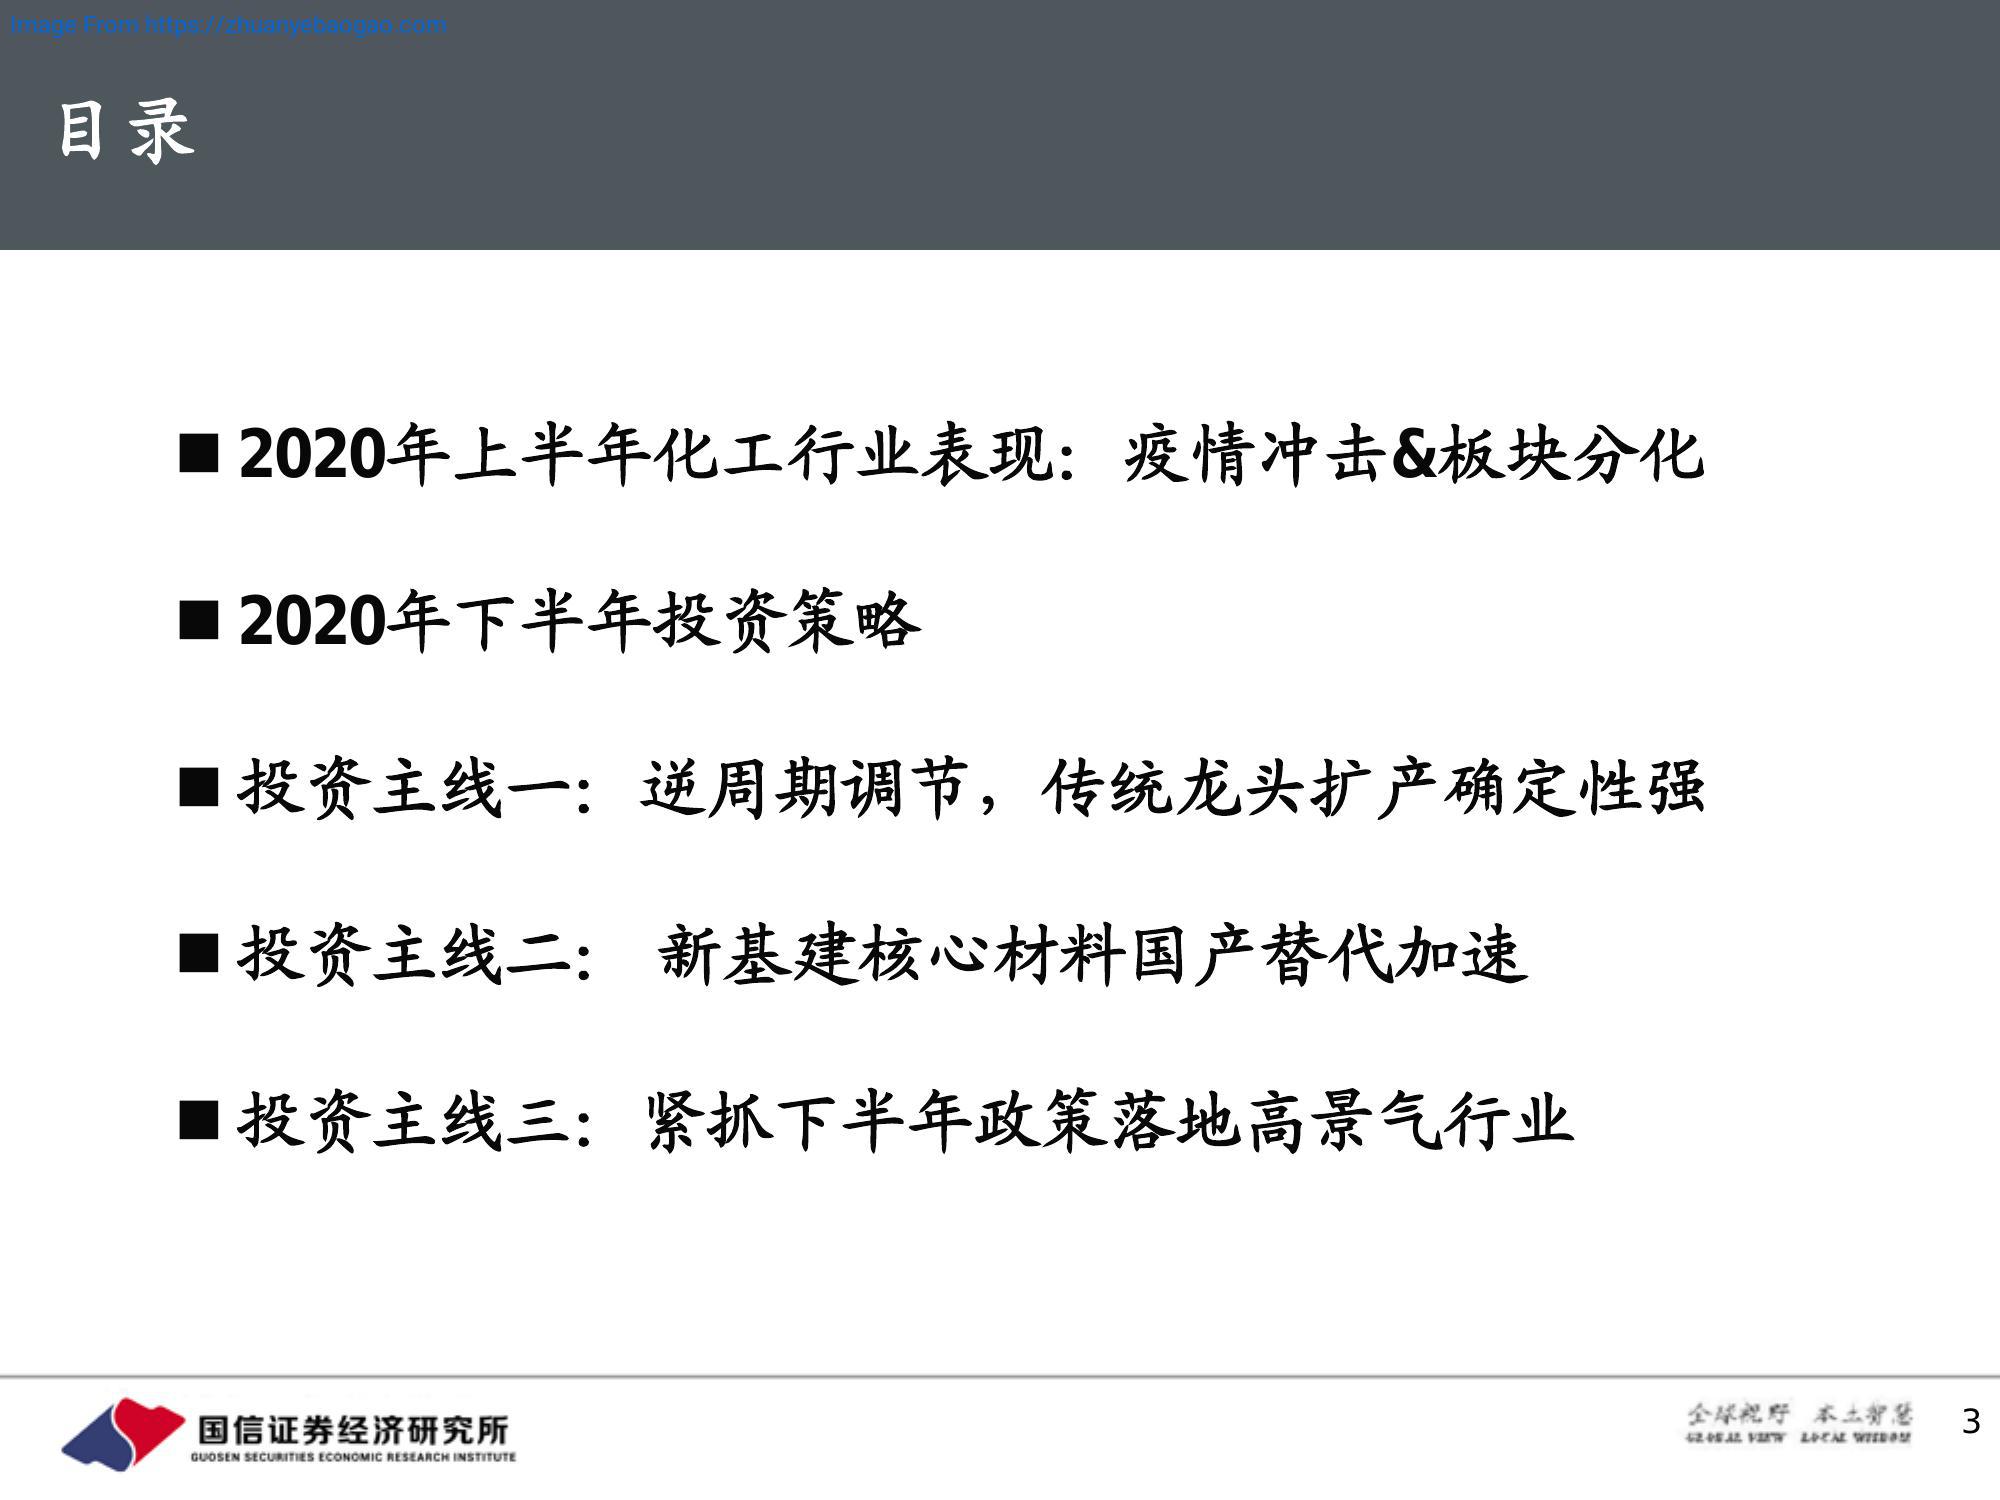 Image From https://zhuanyebaogao.com
目录
■ 2020年上半年化工行业表现：疫情冲击&板块分化
■ 2020年下半年投资策略
■ 投资主线一：逆周期调节，传统龙头扩产确定性强
■ 投资主线二： 新基建核心材料国产替代加速
■ 投资主线三：紧抓下半年政策落地高景气行业
国信证券经济研究所
GUOSEN SECURITIES ECONOMIC RESEARCH INSTITUTE
全球视野 本土智慧
GLOBAL VIEW LOCAL WISDOM
3